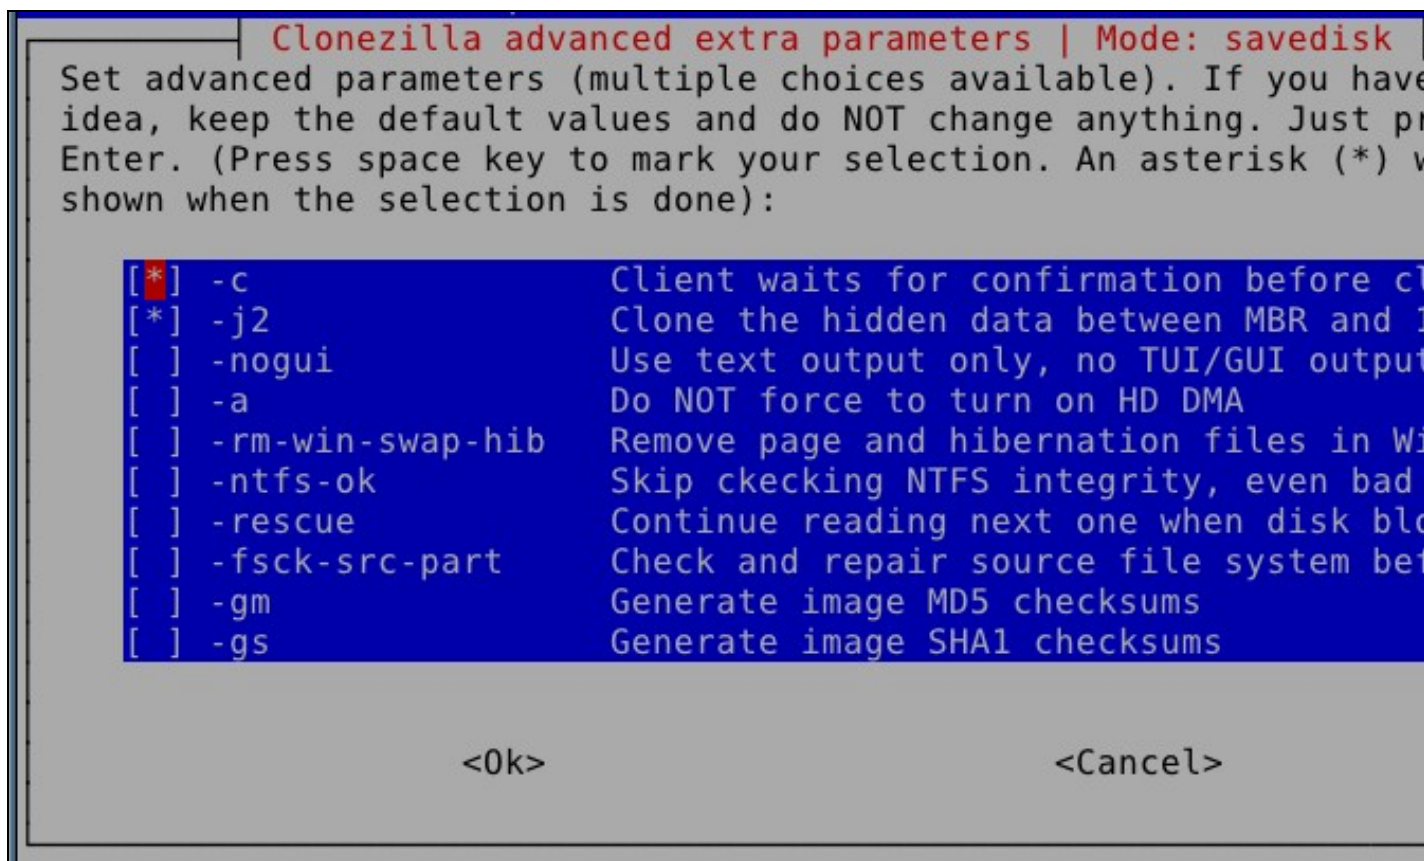 Clonezilla advanced extra parameters | Mode: savedisk
Set advanced parameters (multiple choices available). If you have
idea, keep the default values and do NOT change anything. Just
Enter. (Press space key to mark your selection. An asterisk (*)
shown when the selection is done):
[*] -c Client waits for confirmation before
[*] -j2 Clone the hidden data between MBR and
[ ] -nogui Use text output only, no TUI/GUI output
[ ] -a Do NOT force to turn on HD DMA
[ ] -rm-win-swap-hib Remove page and hibernation files in
[ ] -ntfs-ok Skip ckecking NTFS integrity, even bad
[ ] -rescue Continue reading next one when disk
[ ] -fsck-src-part Check and repair source file system
[ ] -gm Generate image MD5 checksums
[ ] -gs Generate image SHA1 checksums
<Ok> <Cancel>